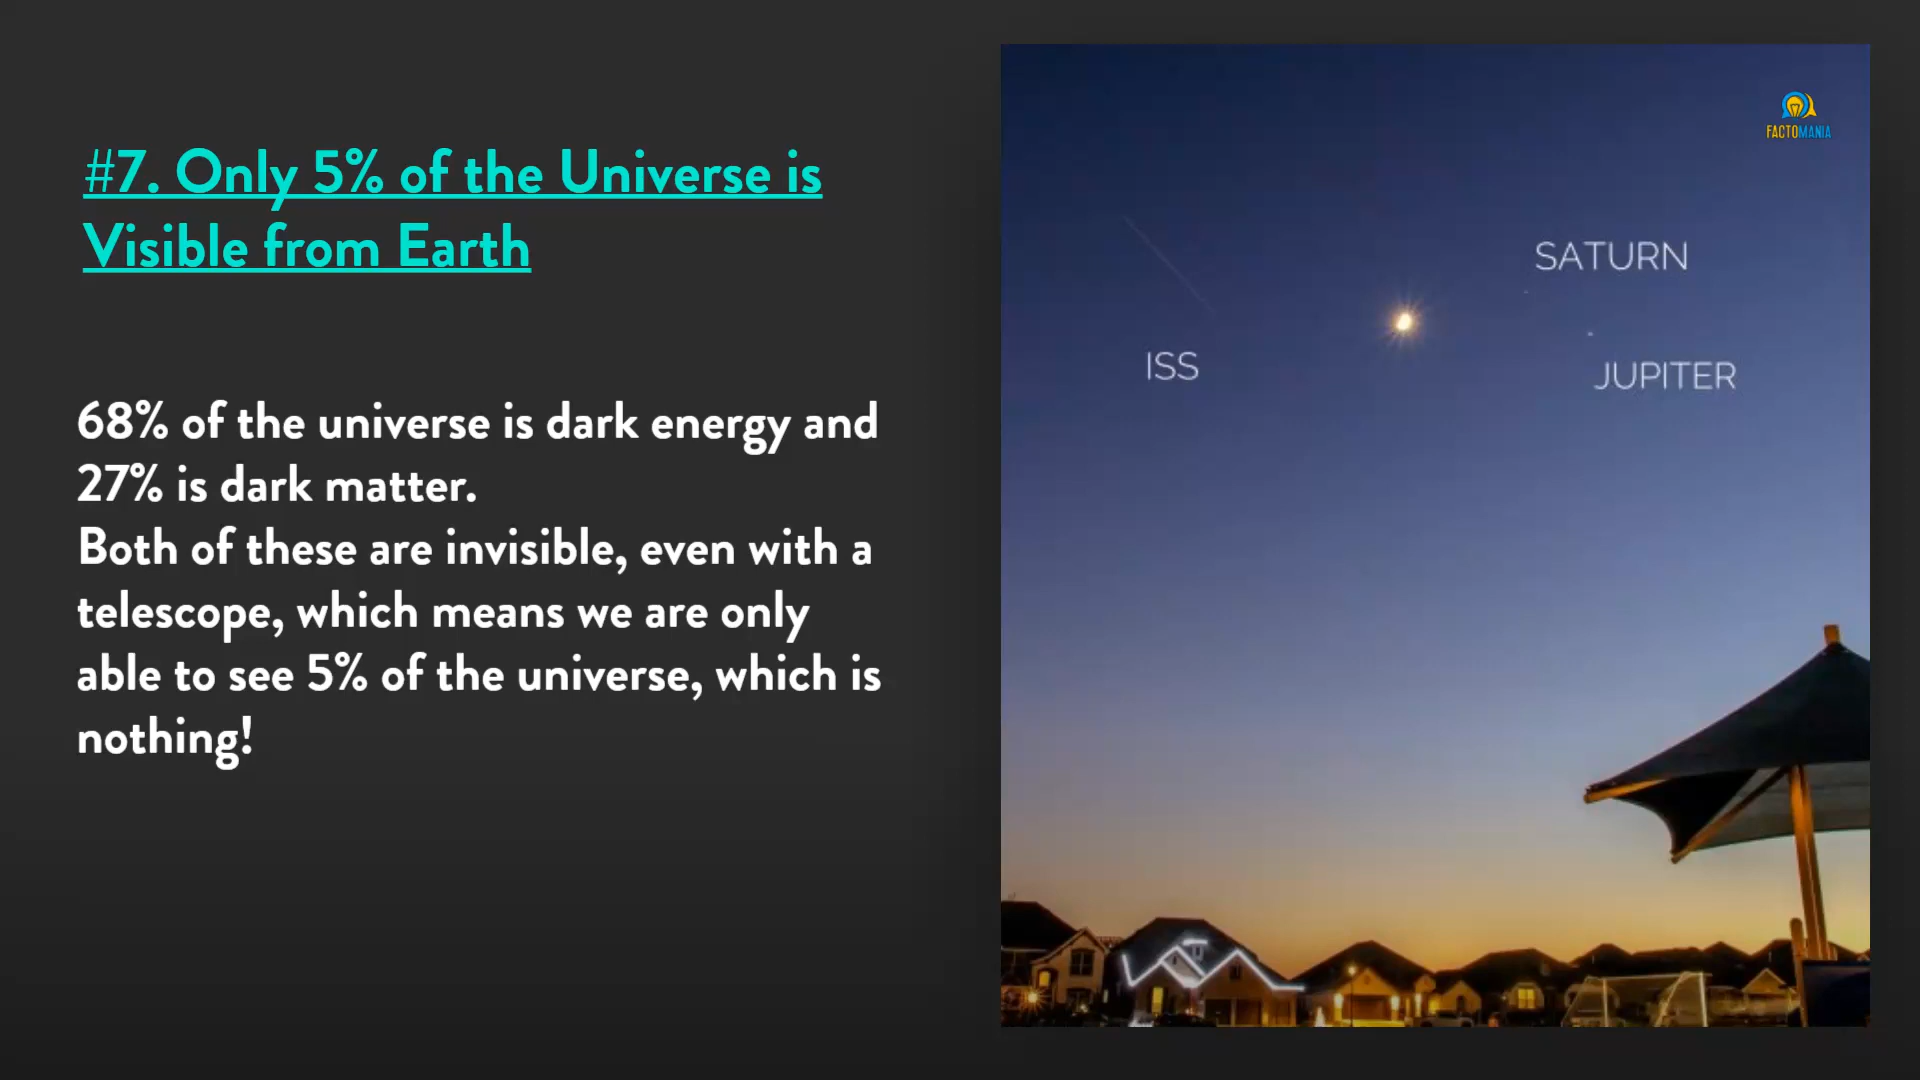 #7. Only 5% of the Universe is
Visible from Earth
68% of the universe is dark energy and
27% is dark matter.
Both of these are invisible, even with a
telescope, which means we are only
able to see 5% of the universe, which is
nothing!
FACTOMANIA
SATURN
ISS
JUPITER